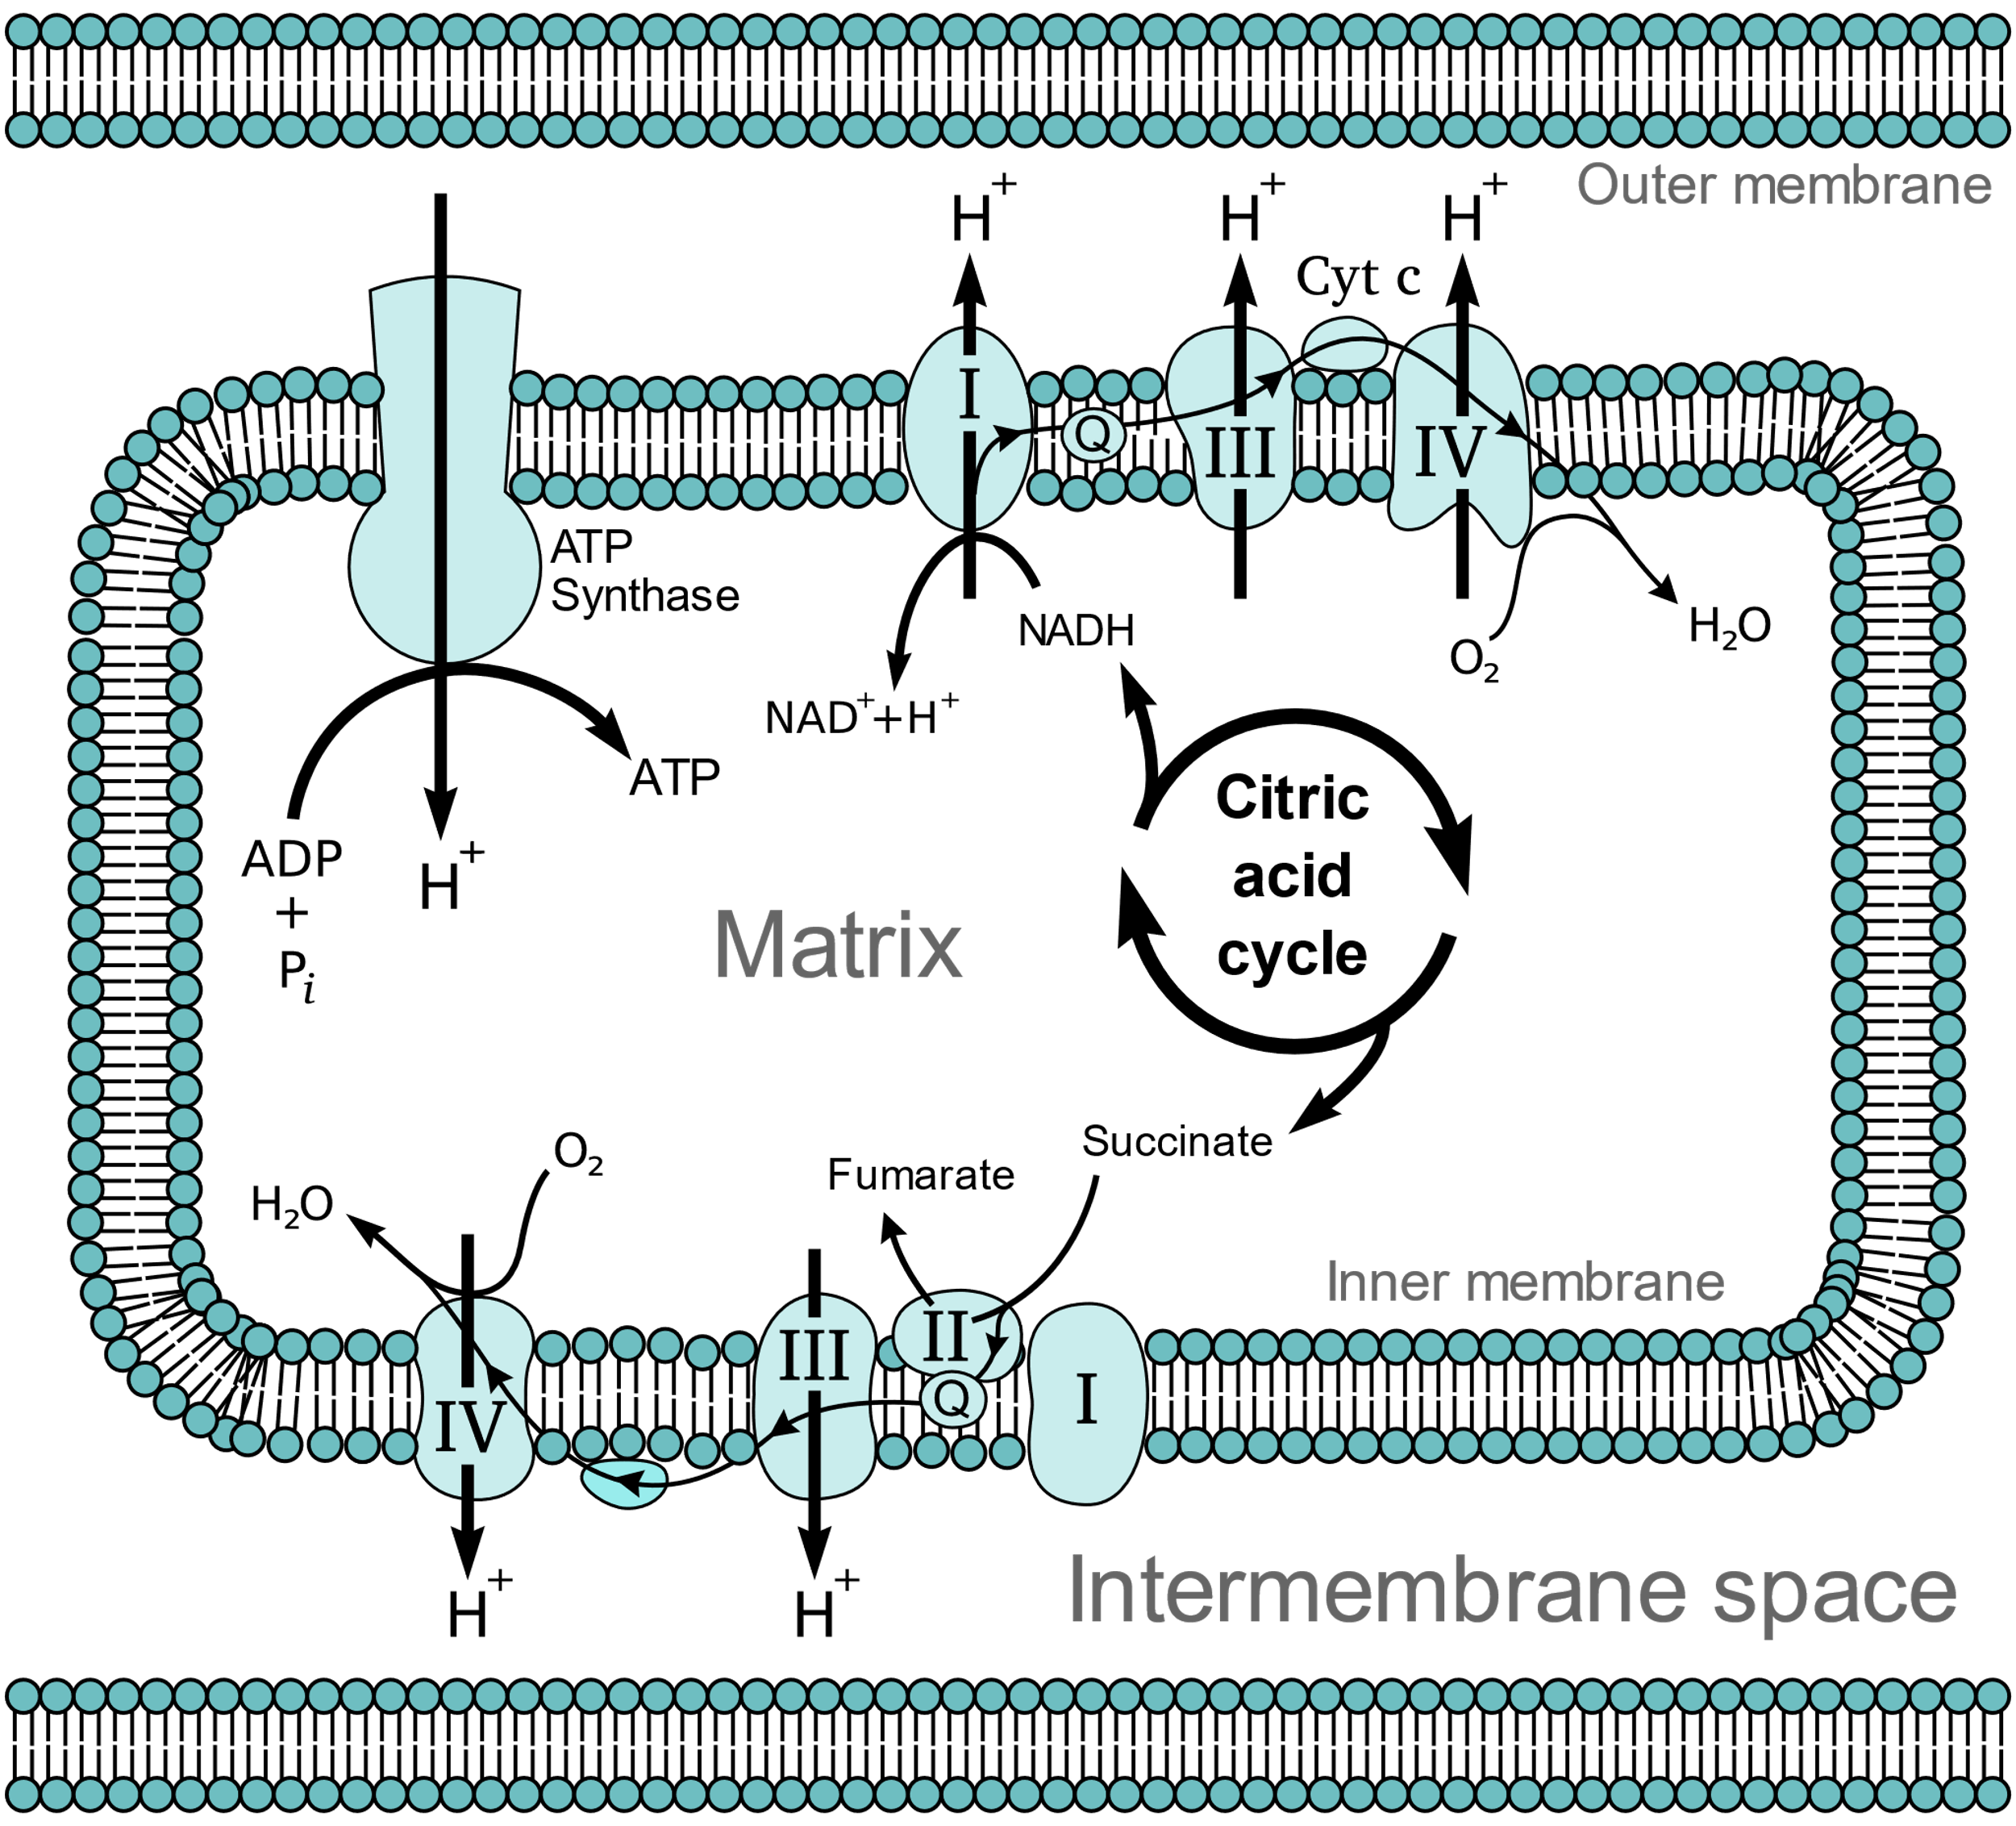 Outer membrane
H⁺
H⁺
H⁺
Cyt c
I
Q
III
IV
ATP
Synthase
NADH
H₂O
O₂
NAD⁺+H⁺
ATP
ADP
+
Pᵢ
H⁺
Citric
acid
cycle
Matrix
Succinate
O₂
Fumarate
H₂O
Inner membrane
II
III
Q
I
IV
Intermembrane space
H⁺
H⁺